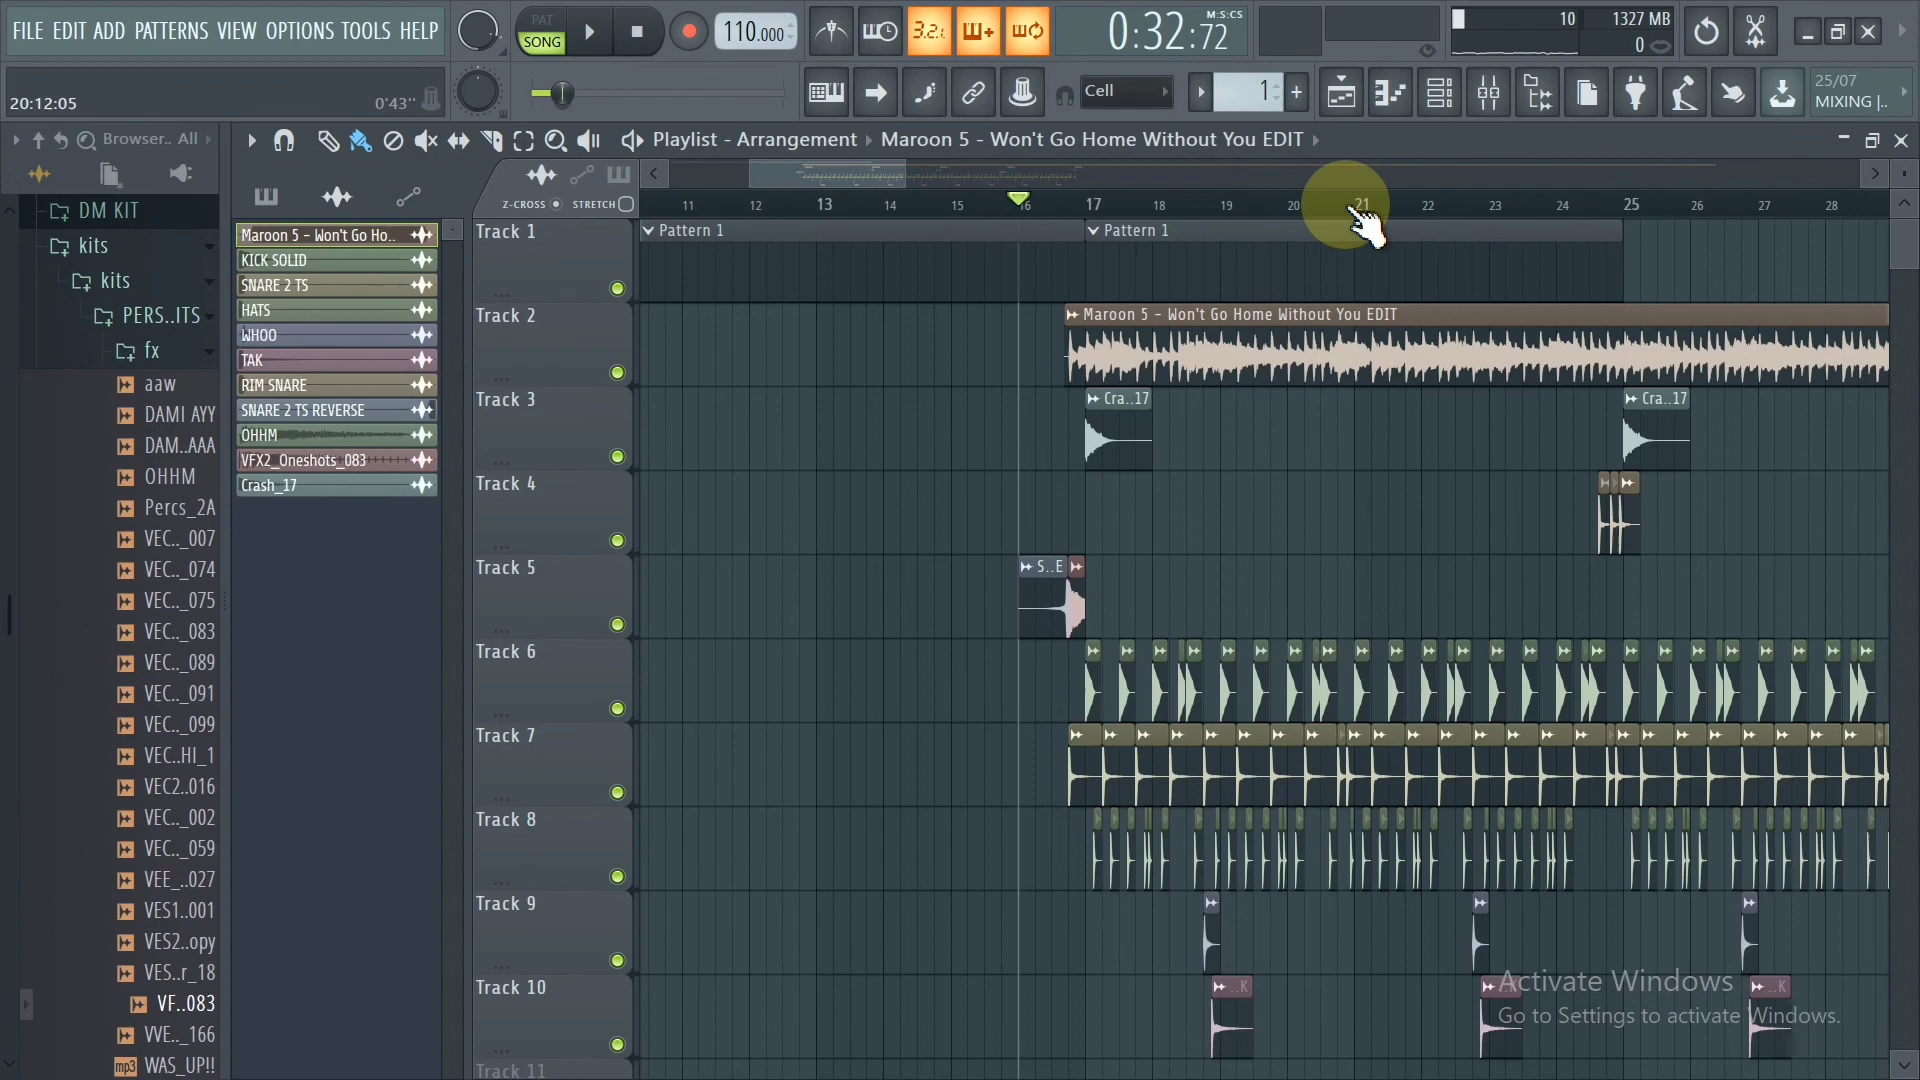 FILE EDIT ADD PATTERNS VIEW OPTIONS TOOLS HELP
PAT
SONG
110.000
3.2.1
0:32:72
M:S:CS
10
1327 MB
0
20:12:05
0'43"
Cell
1
25/07
MIXING |..
Browser.. All
Playlist - Arrangement
Maroon 5 - Won't Go Home Without You EDIT
Z-CROSS
STRETCH
11 12 13 14 15 16 17 18 19 20 21 22 23 24 25 26 27 28
DM KIT
kits
kits
PERS..ITS
fx
aaw
DAMI AYY
DAM..AAA
OHHM
Percs_2A
VEC.._007
VEC.._074
VEC.._075
VEC.._083
VEC.._089
VEC.._091
VEC.._099
VEC..HI_1
VEC2..016
VEC.._002
VEC.._059
VEE_..027
VES1..001
VES2..opy
VES..r_18
VF..083
VVE.._166
mp3 WAS_UP!!
Maroon 5 - Won't Go Ho..
KICK SOLID
SNARE 2 TS
HATS
WHOO
TAK
RIM SNARE
SNARE 2 TS REVERSE
OHHM
VFX2_Oneshots_083
Crash_17
Track 1
Pattern 1
Pattern 1
Track 2
Maroon 5 - Won't Go Home Without You EDIT
Track 3
Cra..17
Cra..17
Track 4
Track 5
S..E
Track 6
Track 7
Track 8
Track 9
Track 10
..K
..K
Track 11
Activate Windows
Go to Settings to activate Windows.